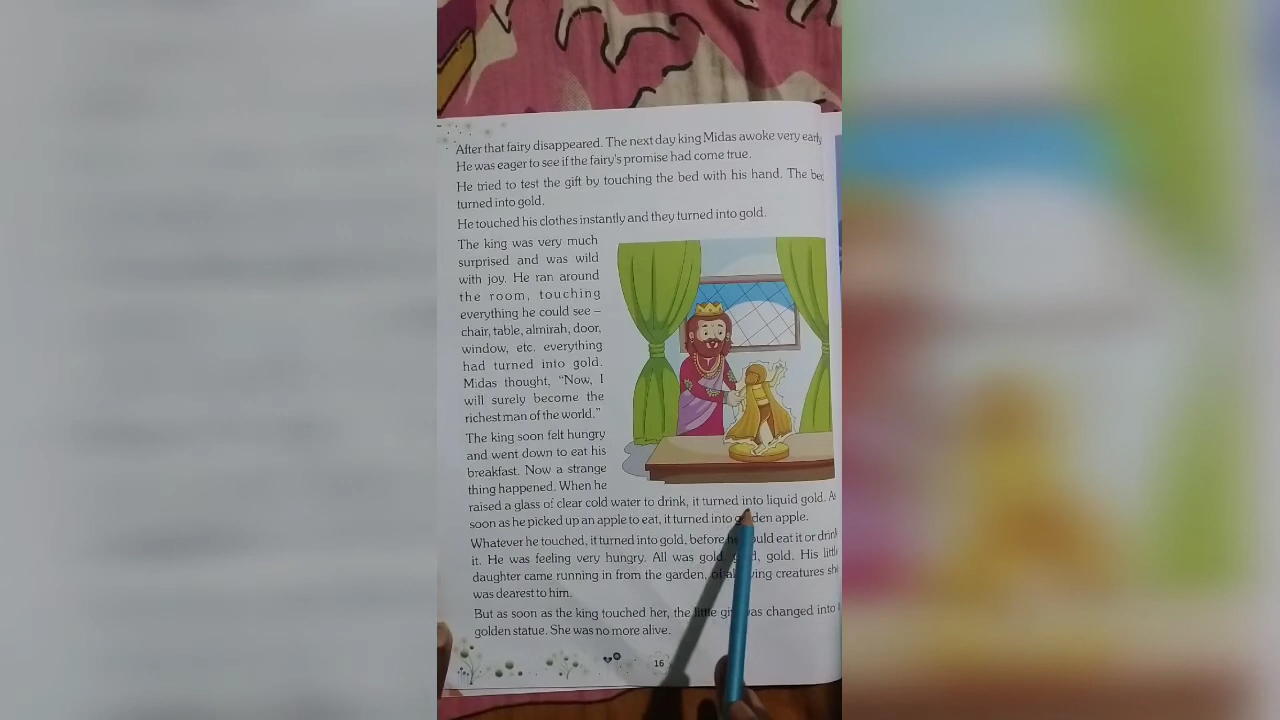 After that fairy disappeared. The next day king Midas awoke very early
He was eager to see if the fairy's promise had come true.
He tried to test the gift by touching the bed with his hand. The bed
turned into gold.
He touched his clothes instantly and they turned into gold.
The king was very much
surprised and was wild
with joy. He ran around
the room, touching
everything he could see –
chair, table, almirah, door,
window, etc. everything
had turned into gold.
Midas thought, "Now, I
will surely become the
richest man of the world."
The king soon felt hungry
and went down to eat his
breakfast. Now a strange
thing happened. When he
raised a glass of clear cold water to drink, it turned into liquid gold. As
soon as he picked up an apple to eat, it turned into golden apple.
Whatever he touched, it turned into gold, before he could eat it or drink
it. He was feeling very hungry. All was gold, gold, gold. His little
daughter came running in from the garden, of all living creatures she
was dearest to him.
But as soon as the king touched her, the little girl was changed into
golden statue. She was no more alive.
16